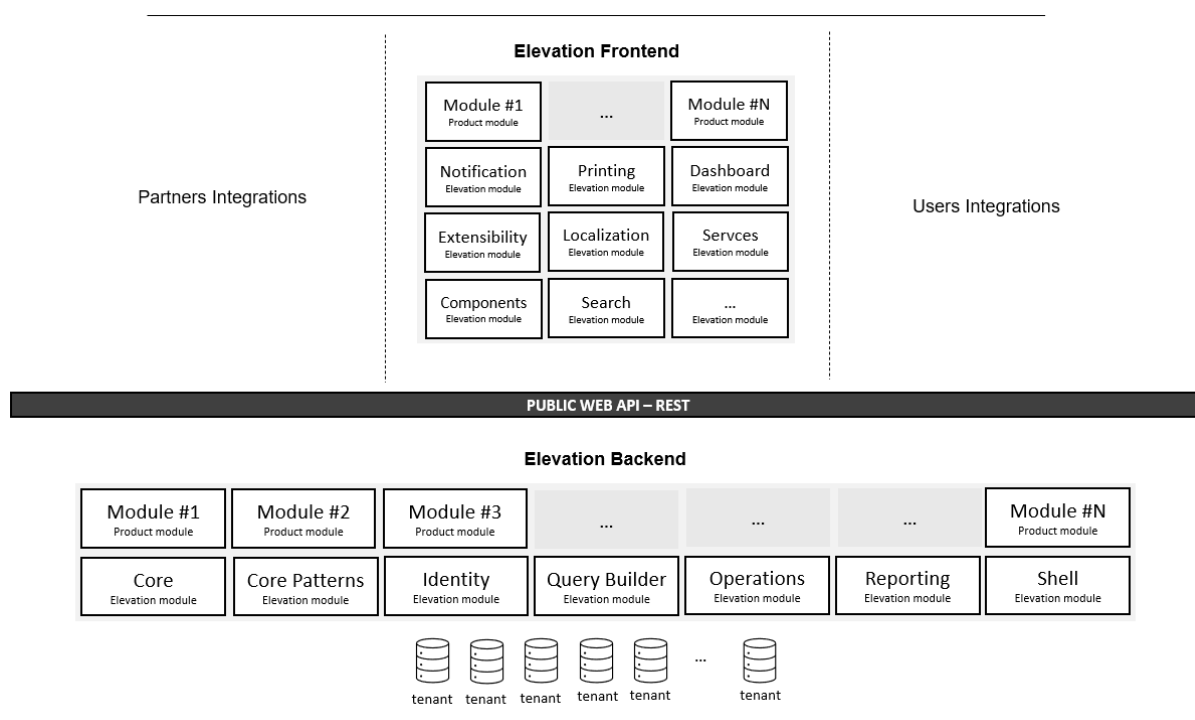 Elevation Frontend
Module #1
Product module
...
Module #N
Product module
Notification
Elevation module
Printing
Elevation module
Dashboard
Elevation module
Partners Integrations
Users Integrations
Extensibility
Elevation module
Localization
Elevation module
Servces
Elevation module
Components
Elevation module
Search
Elevation module
...
Elevation module
PUBLIC WEB API – REST
Elevation Backend
Module #1
Product module
Module #2
Product module
Module #3
Product module
...
...
...
Module #N
Product module
Core
Elevation module
Core Patterns
Elevation module
Identity
Elevation module
Query Builder
Elevation module
Operations
Elevation module
Reporting
Elevation module
Shell
Elevation module
...
tenant tenant tenant tenant tenant tenant